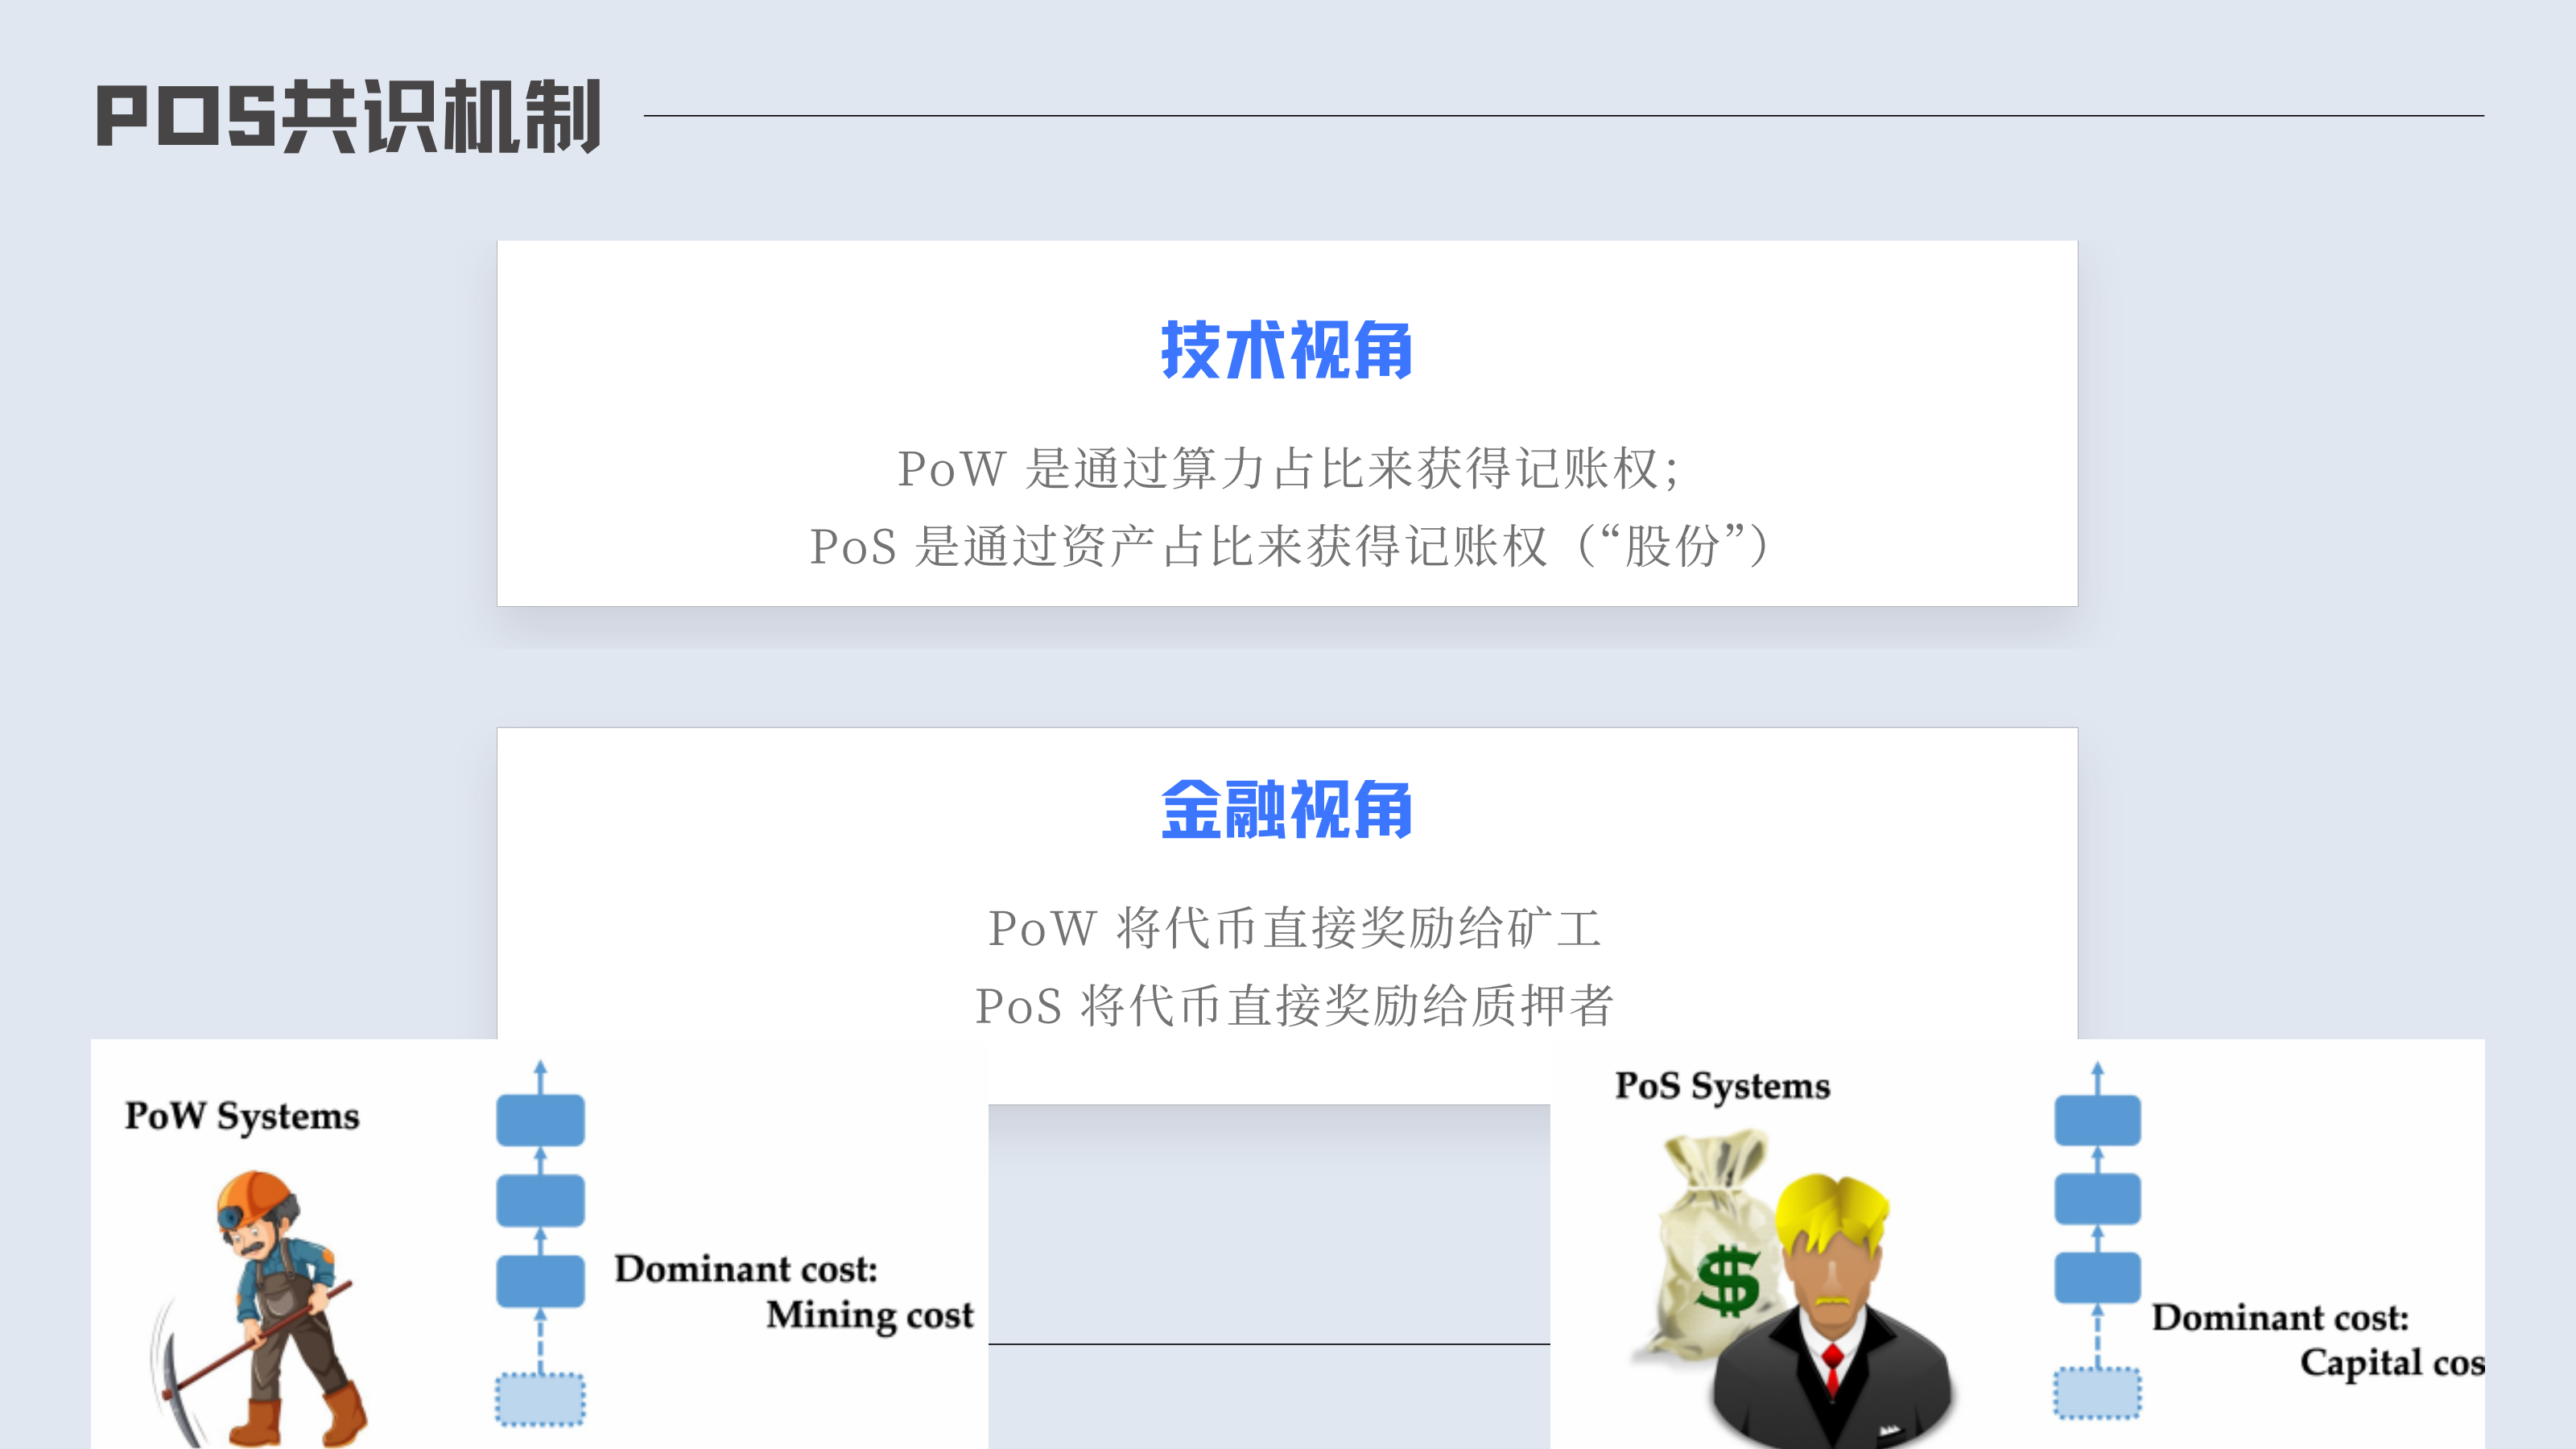 POS共识机制
技术视角
PoW 是通过算力占比来获得记账权；
PoS 是通过资产占比来获得记账权（“股份”）
金融视角
PoW 将代币直接奖励给矿工
PoS 将代币直接奖励给质押者
PoW Systems
Dominant cost:
Mining cost
PoS Systems
$
Dominant cost:
Capital cos